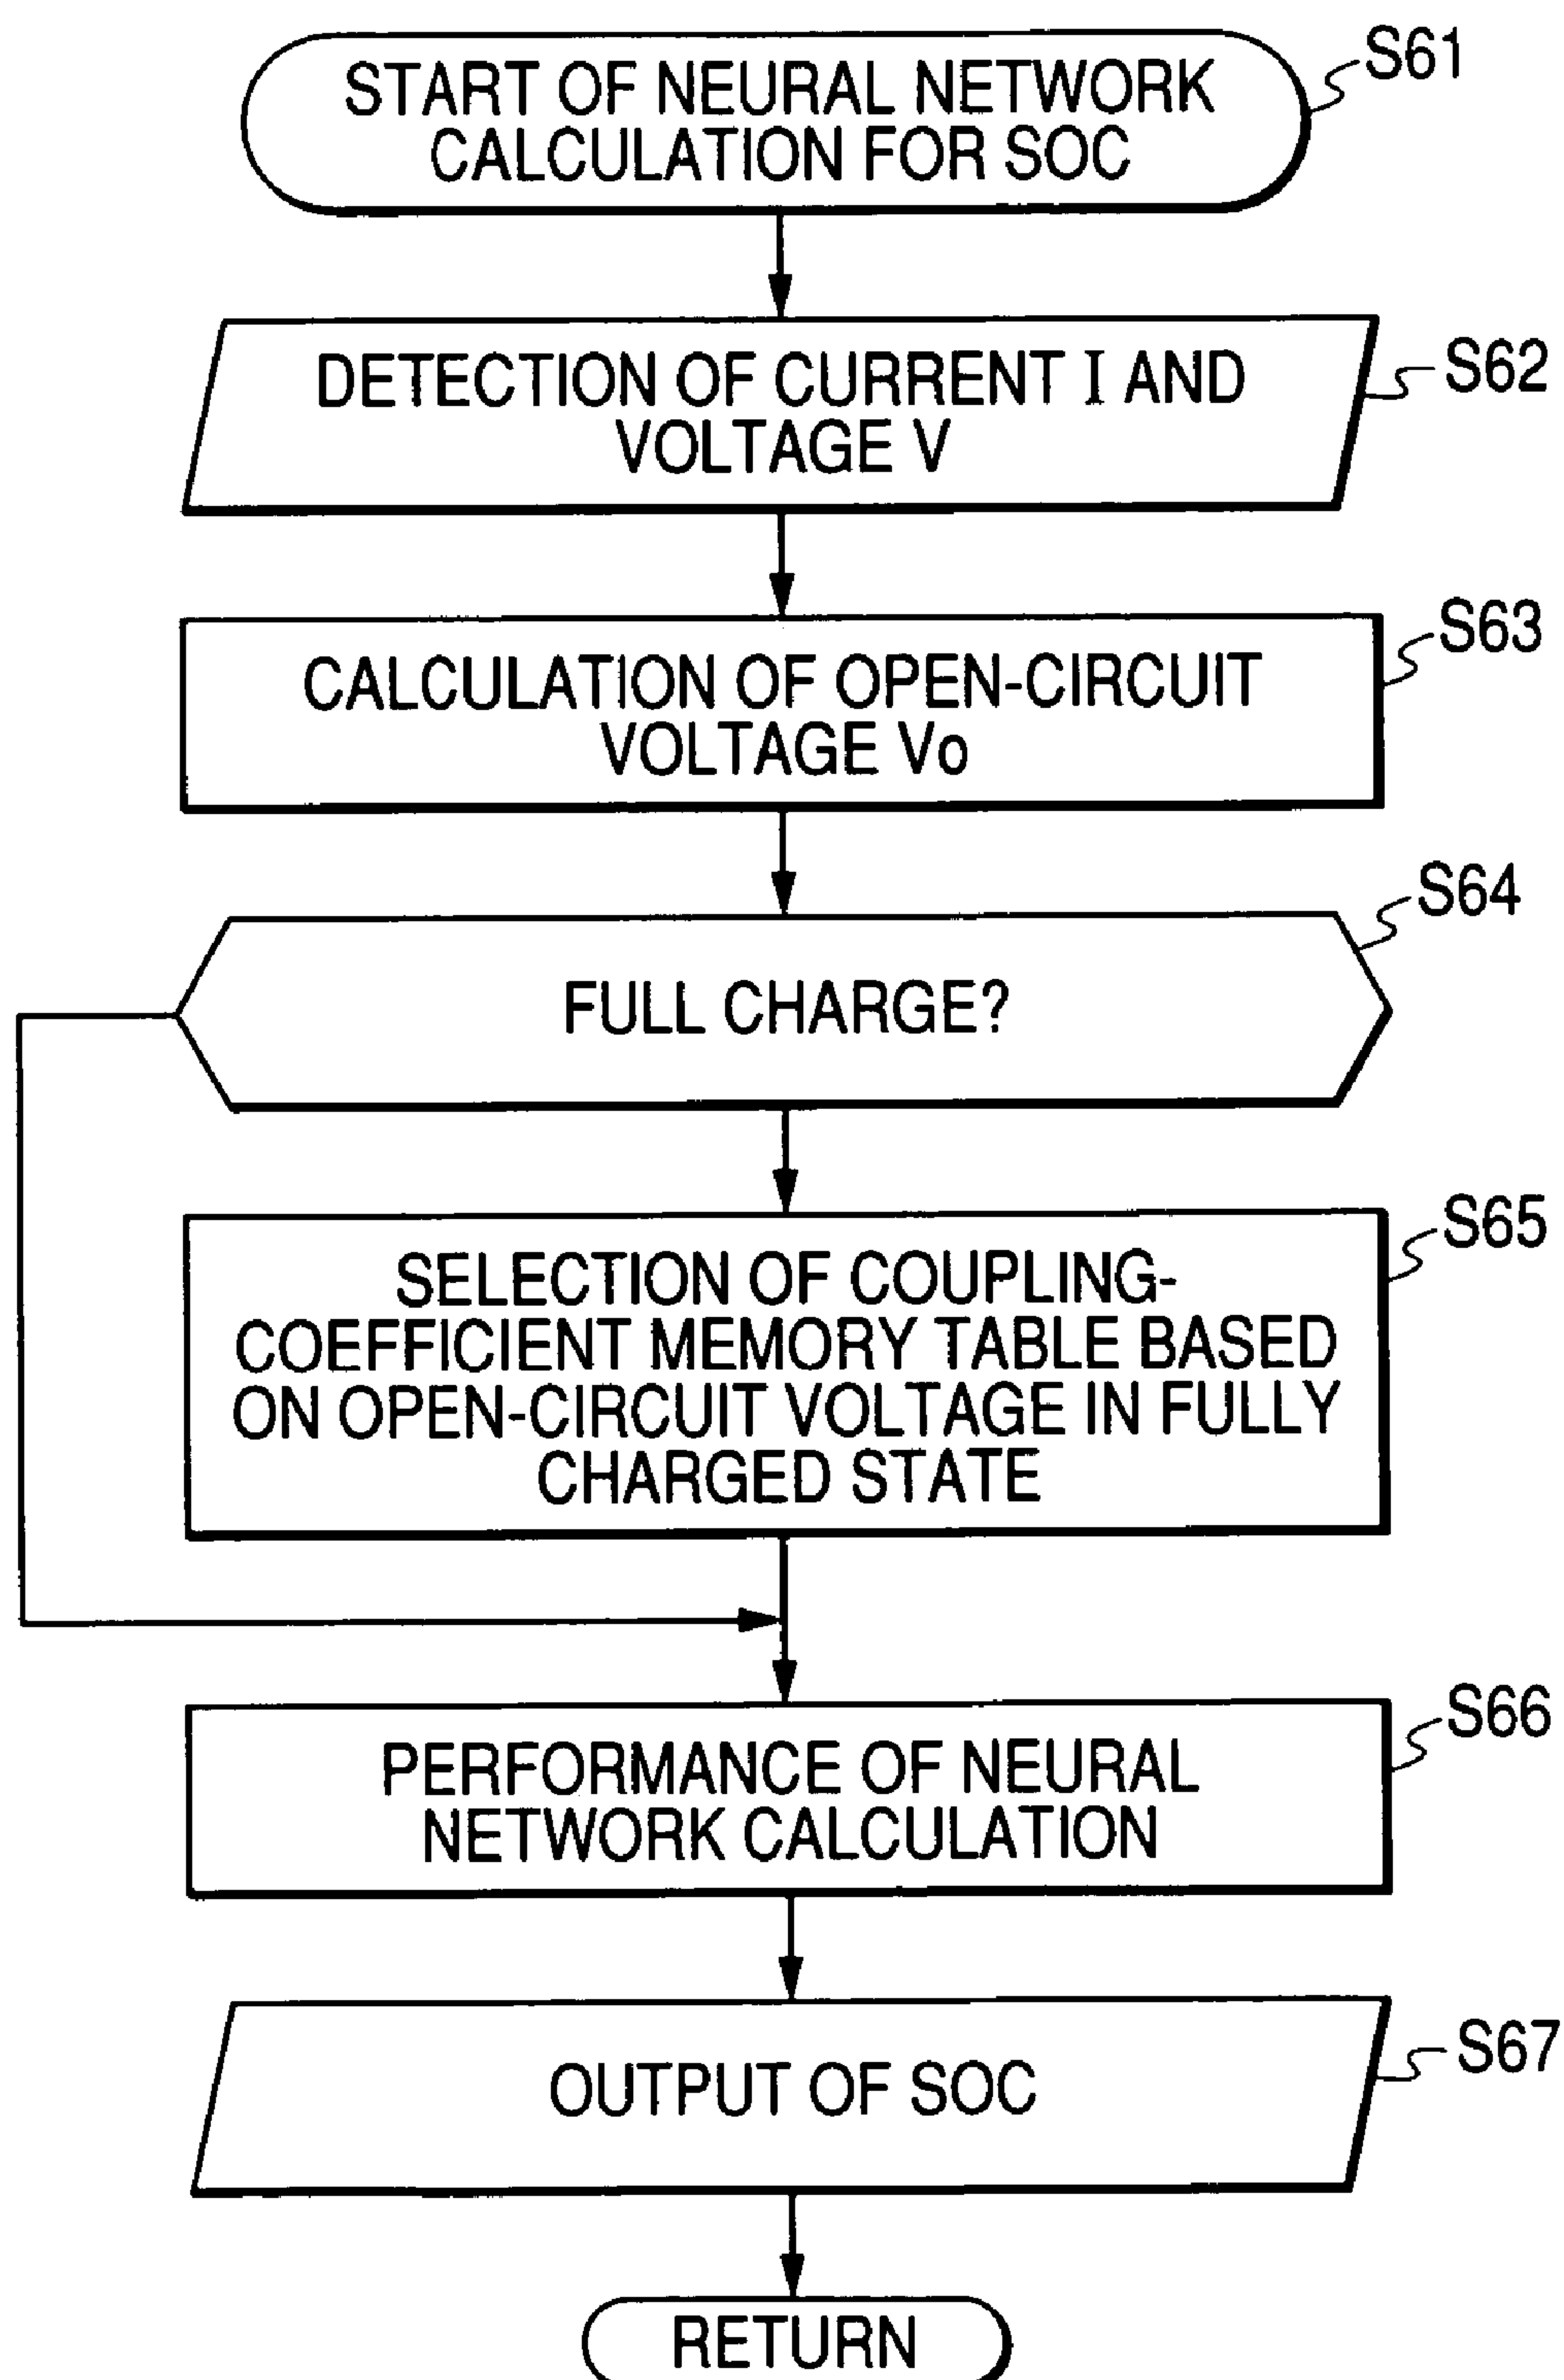 START OF NEURAL NETWORK
CALCULATION FOR SOC
S61
DETECTION OF CURRENT I AND
VOLTAGE V
S62
CALCULATION OF OPEN-CIRCUIT
VOLTAGE Vo
S63
FULL CHARGE?
S64
SELECTION OF COUPLING-
COEFFICIENT MEMORY TABLE BASED
ON OPEN-CIRCUIT VOLTAGE IN FULLY
CHARGED STATE
S65
PERFORMANCE OF NEURAL
NETWORK CALCULATION
S66
OUTPUT OF SOC
S67
RETURN